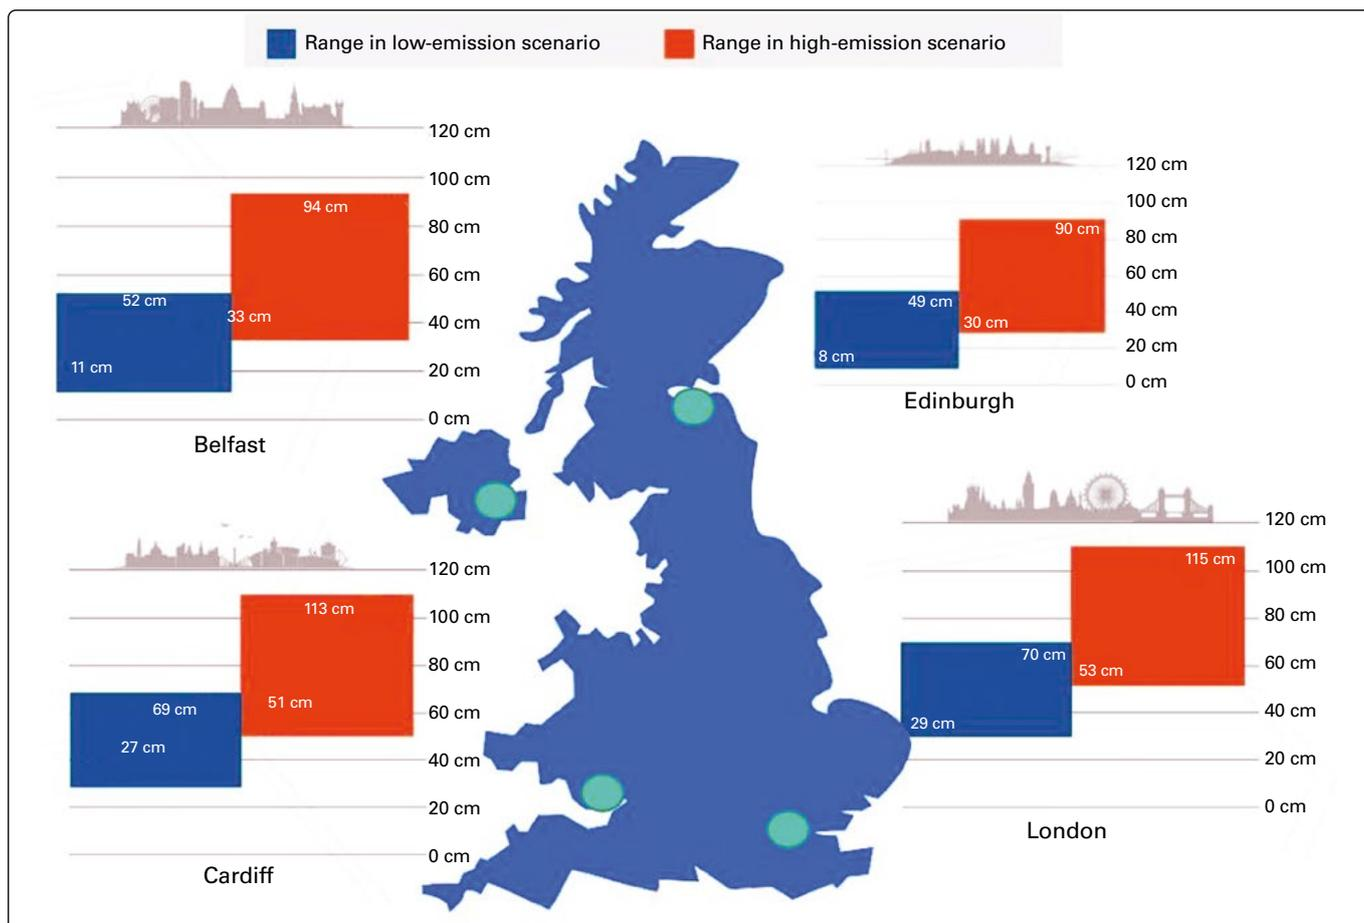 Range in low-emission scenario
Range in high-emission scenario
120 cm
100 cm
80 cm
60 cm
40 cm
20 cm
0 cm
94 cm
52 cm
33 cm
11 cm
Belfast
120 cm
100 cm
80 cm
60 cm
40 cm
20 cm
0 cm
90 cm
49 cm
30 cm
8 cm
Edinburgh
120 cm
100 cm
80 cm
60 cm
40 cm
20 cm
0 cm
113 cm
69 cm
51 cm
27 cm
Cardiff
120 cm
100 cm
80 cm
60 cm
40 cm
20 cm
0 cm
115 cm
70 cm
53 cm
29 cm
London